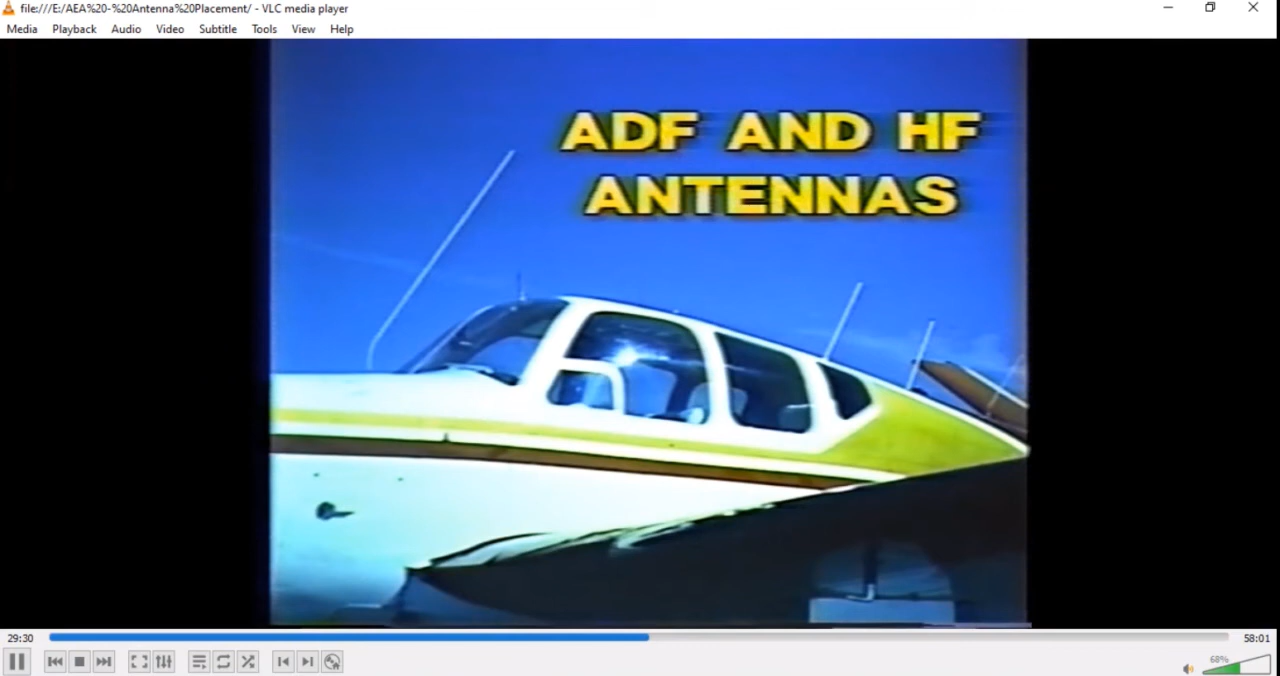 file:///E:/AEA%20-%20Antenna%20Placement/ - VLC media player
Media Playback Audio Video Subtitle Tools View Help
ADF AND HF
ANTENNAS
29:30
58:01
68%